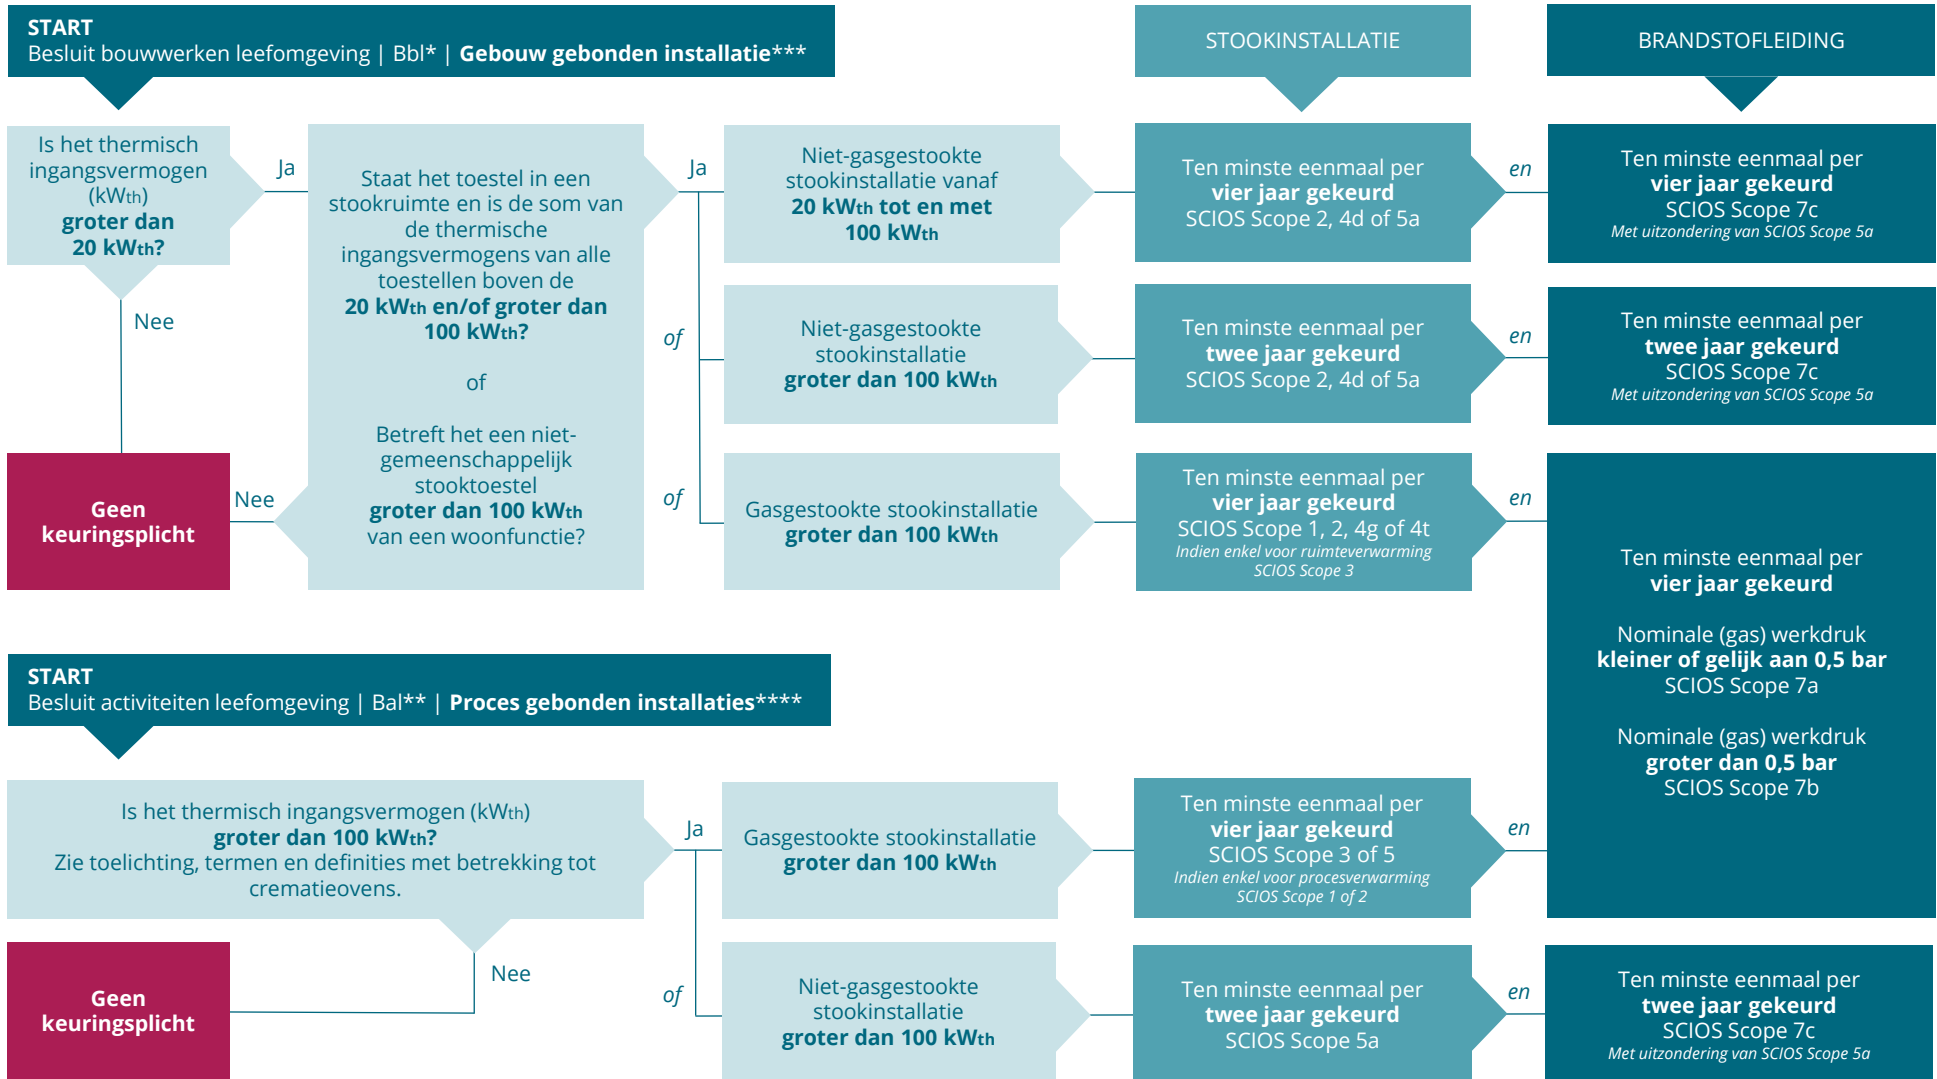 START
Besluit bouwwerken leefomgeving | Bbl* | Gebouw gebonden installatie***
STOOKINSTALLATIE
BRANDSTOFLEIDING
Is het thermisch
ingangsvermogen
(kWth)
groter dan
20 kWth?
Ja
Nee
Staat het toestel in een
stookruimte en is de som van
de thermische
ingangsvermogens van alle
toestellen boven de
20 kWth en/of groter dan
100 kWth?
of
Betreft het een niet-
gemeenschappelijk
stooktoestel
groter dan 100 kWth
van een woonfunctie?
Nee
Geen
keuringsplicht
Ja
Niet-gasgestookte
stookinstallatie vanaf
20 kWth tot en met
100 kWth
Ten minste eenmaal per
vier jaar gekeurd
SCIOS Scope 2, 4d of 5a
en
Ten minste eenmaal per
vier jaar gekeurd
SCIOS Scope 7c
Met uitzondering van SCIOS Scope 5a
of
Niet-gasgestookte
stookinstallatie
groter dan 100 kWth
Ten minste eenmaal per
twee jaar gekeurd
SCIOS Scope 2, 4d of 5a
en
Ten minste eenmaal per
twee jaar gekeurd
SCIOS Scope 7c
Met uitzondering van SCIOS Scope 5a
of
Gasgestookte stookinstallatie
groter dan 100 kWth
Ten minste eenmaal per
vier jaar gekeurd
SCIOS Scope 1, 2, 4g of 4t
Indien enkel voor ruimteverwarming
SCIOS Scope 3
en
Ten minste eenmaal per
vier jaar gekeurd
Nominale (gas) werkdruk
kleiner of gelijk aan 0,5 bar
SCIOS Scope 7a
Nominale (gas) werkdruk
groter dan 0,5 bar
SCIOS Scope 7b
START
Besluit activiteiten leefomgeving | Bal** | Proces gebonden installaties****
Is het thermisch ingangsvermogen (kWth)
groter dan 100 kWth?
Zie toelichting, termen en definities met betrekking tot
crematieovens.
Nee
Geen
keuringsplicht
Ja
Gasgestookte stookinstallatie
groter dan 100 kWth
Ten minste eenmaal per
vier jaar gekeurd
SCIOS Scope 3 of 5
Indien enkel voor procesverwarming
SCIOS Scope 1 of 2
en
of
Niet-gasgestookte
stookinstallatie
groter dan 100 kWth
Ten minste eenmaal per
twee jaar gekeurd
SCIOS Scope 5a
en
Ten minste eenmaal per
twee jaar gekeurd
SCIOS Scope 7c
Met uitzondering van SCIOS Scope 5a